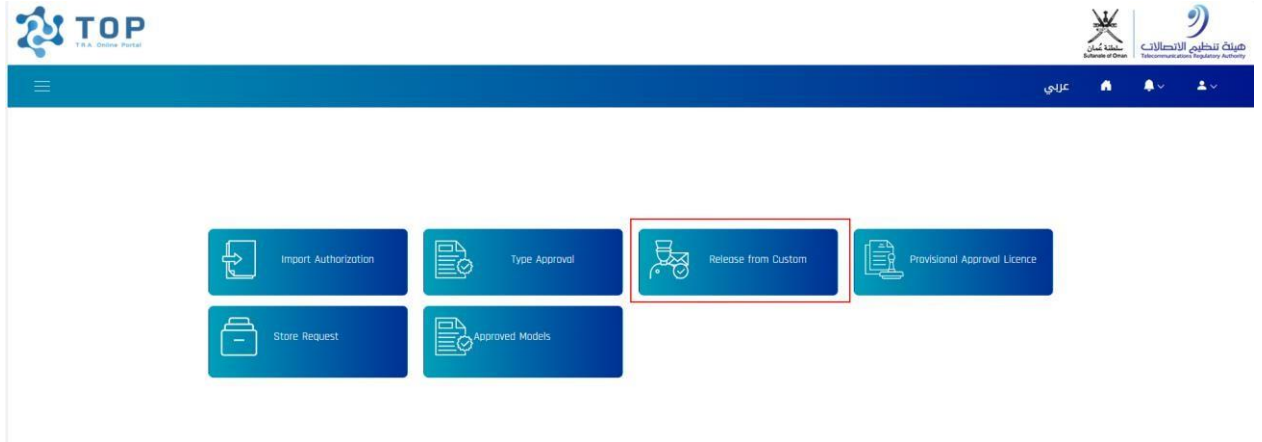 TOP
TRA Online Portal
سلطنة عُمان
Sultanate of Oman
هيئة تنظيم الاتصالات
Telecommunications Regulatory Authority
عربي
Import Authorization
Type Approval
Release from Custom
Provisional Approval Licence
Store Request
Approved Models